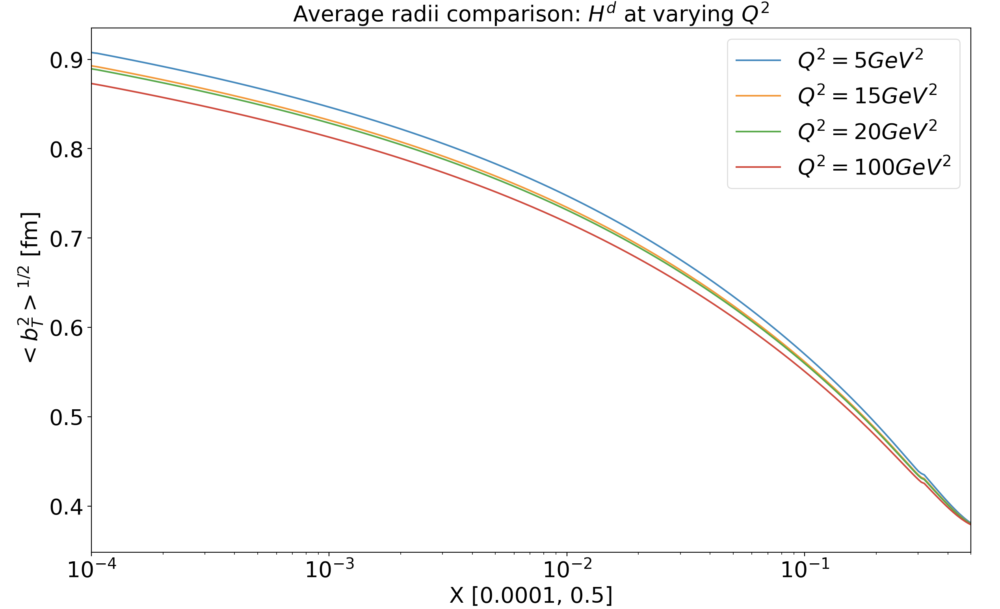 Average radii comparison: H^d at varying Q^2
Q^2 = 5GeV^2
Q^2 = 15GeV^2
Q^2 = 20GeV^2
Q^2 = 100GeV^2
< b_T^2 >^{1/2} [fm]
0.9
0.8
0.7
0.6
0.5
0.4
10^{−4} 10^{−3} 10^{−2} 10^{−1}
X [0.0001, 0.5]